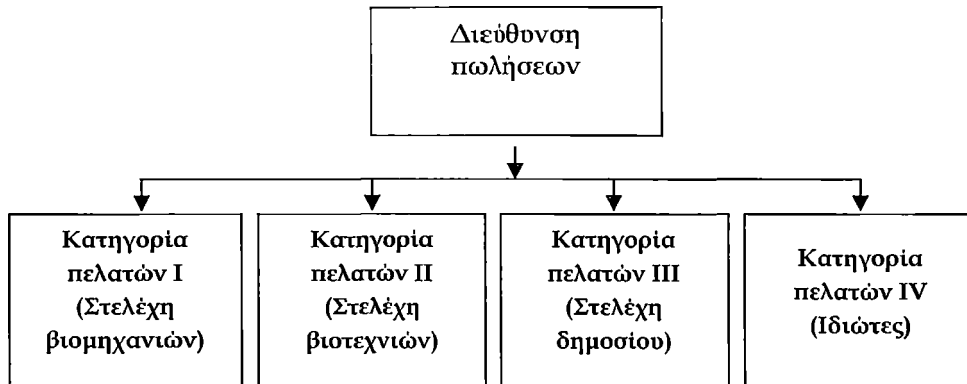 Διεύθυνση
πωλήσεων
Κατηγορία
πελατών I
(Στελέχη
βιομηχανιών)
Κατηγορία
πελατών II
(Στελέχη
βιοτεχνιών)
Κατηγορία
πελατών III
(Στελέχη
δημοσίου)
Κατηγορία
πελατών IV
(Ιδιώτες)